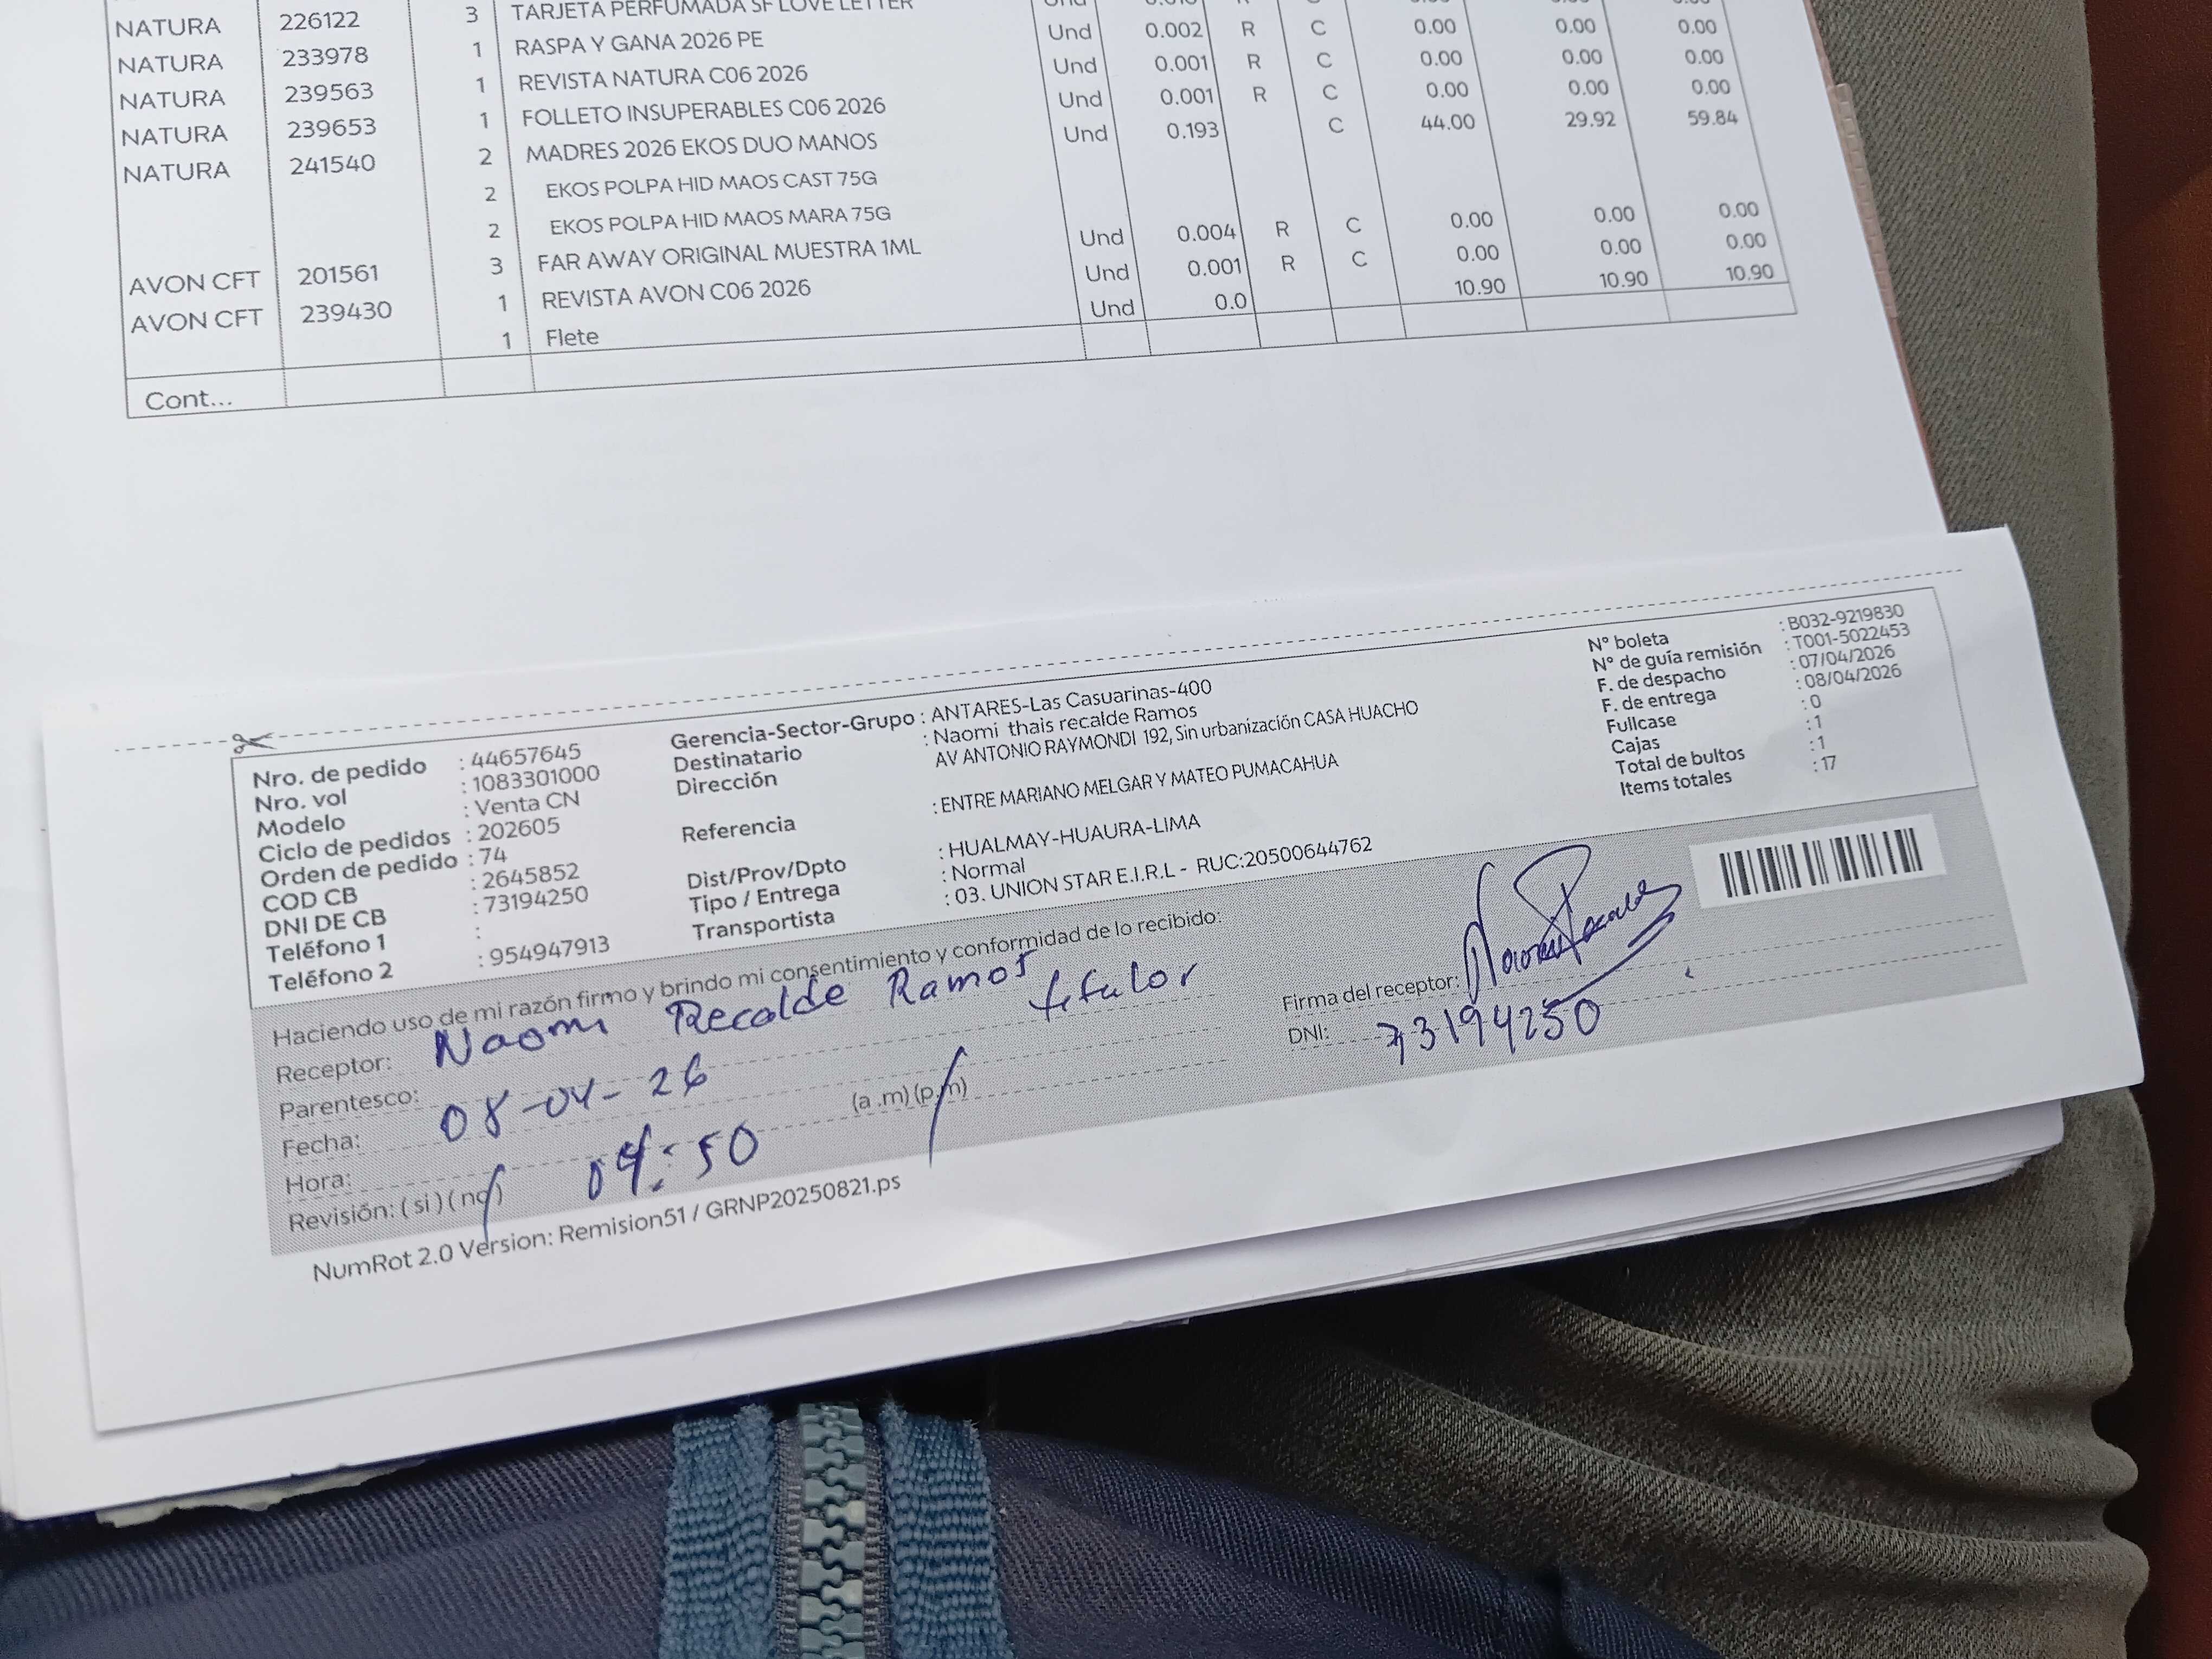 NATURA 226122 3 TARJETA PERFUMADA SF LOVE LETTER Und
NATURA 233978 1 RASPA Y GANA 2026 PE Und 0.002 R C 0.00 0.00 0.00
NATURA 239563 1 REVISTA NATURA C06 2026 Und 0.001 R C 0.00 0.00 0.00
NATURA 239653 1 FOLLETO INSUPERABLES C06 2026 Und 0.001 R C 0.00 0.00 0.00
NATURA 241540 2 MADRES 2026 EKOS DUO MANOS Und 0.193 C 44.00 29.92 59.84
2 EKOS POLPA HID MAOS CAST 75G
2 EKOS POLPA HID MAOS MARA 75G
AVON CFT 201561 3 FAR AWAY ORIGINAL MUESTRA 1ML Und 0.004 R C 0.00 0.00 0.00
AVON CFT 239430 1 REVISTA AVON C06 2026 Und 0.001 R C 0.00 0.00 0.00
1 Flete Und 0.0 10.90 10.90 10.90
Cont...
Nro. de pedido : 44657645
Nro. vol : 1083301000
Modelo : Venta CN
Ciclo de pedidos : 202605
Orden de pedido : 74
COD CB : 2645852
DNI DE CB : 73194250
Teléfono 1 :
Teléfono 2 : 954947913
Gerencia-Sector-Grupo : ANTARES-Las Casuarinas-400
Destinatario : Naomi thais recalde Ramos
Dirección AV ANTONIO RAYMONDI 192, Sin urbanización CASA HUACHO
Referencia : ENTRE MARIANO MELGAR Y MATEO PUMACAHUA
Dist/Prov/Dpto : HUALMAY-HUAURA-LIMA
Tipo / Entrega : Normal
Transportista : 03. UNION STAR E.I.R.L - RUC:20500644762
N° boleta : B032-9219830
N° de guía remisión : T001-5022453
F. de despacho : 07/04/2026
F. de entrega : 08/04/2026
Fullcase : 0
Cajas : 1
Total de bultos : 1
Items totales : 17
Haciendo uso de mi razón firmo y brindo mi consentimiento y conformidad de lo recibido:
Receptor: Naomi Recalde Ramos
Parentesco: titular
Fecha: 08-04-26
Hora: 04:50 (a .m) (p.m)
Revisión: ( si ) ( no )
Firma del receptor:
DNI: 73194250
NumRot 2.0 Version: Remision51 / GRNP20250821.ps